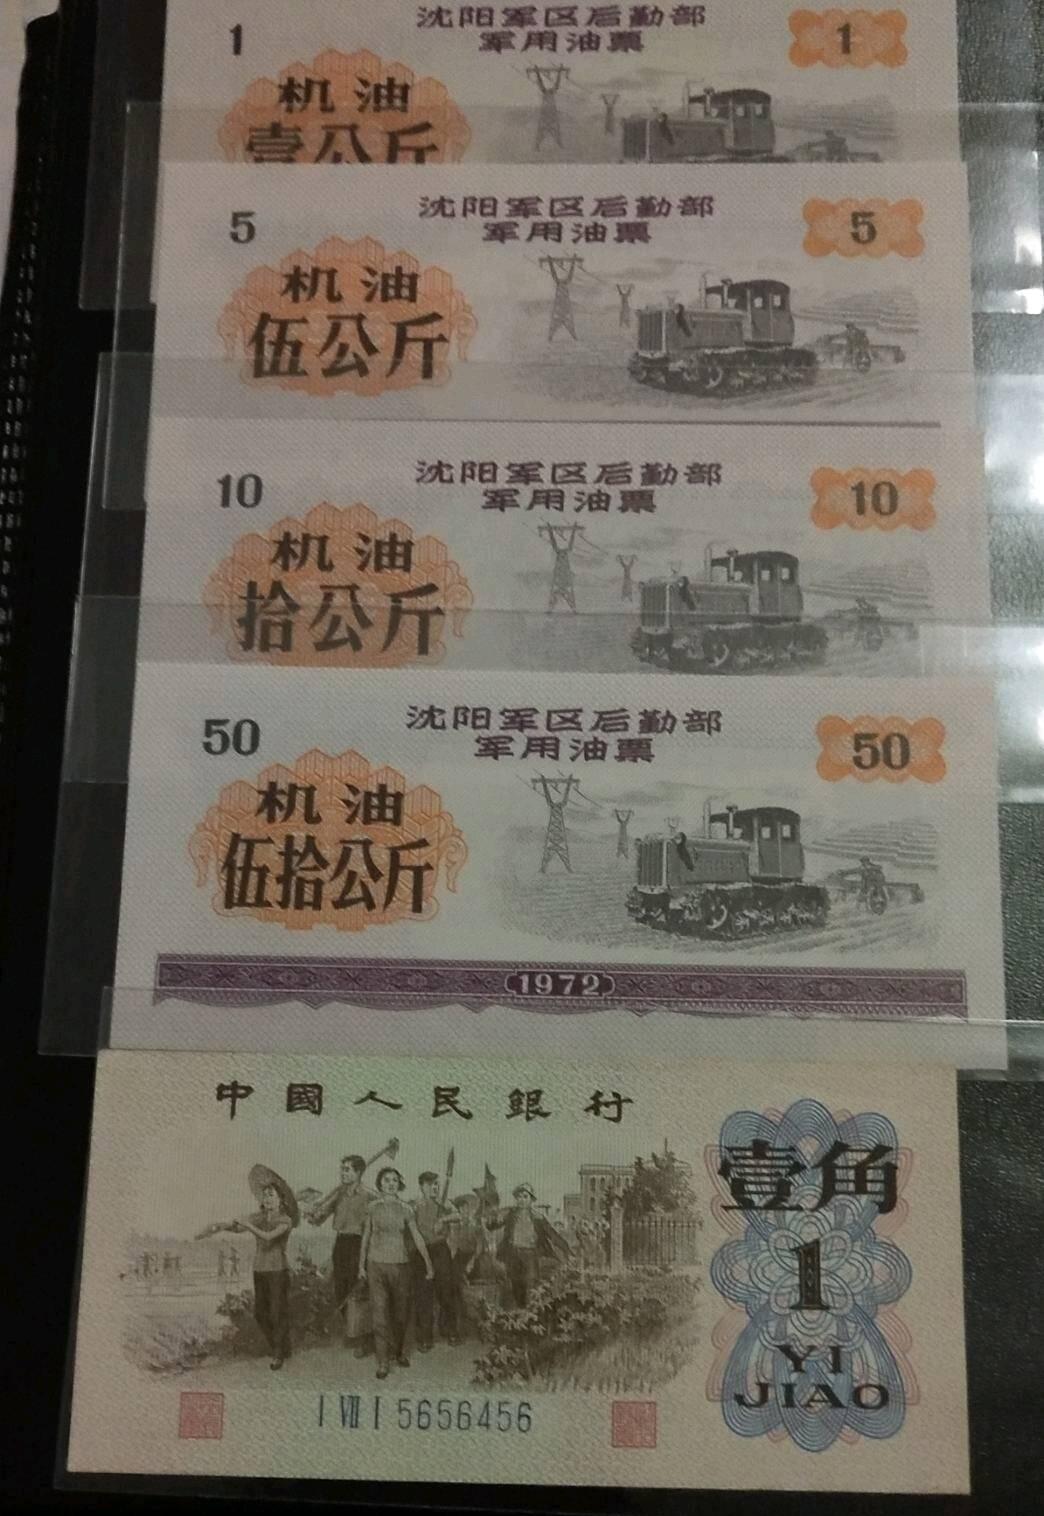 沈阳军区后勤部
1
1
军用油票
机油
壹公斤
沈阳军区后勤部
5
5
军用油票
机油
伍公斤
沈阳军区后勤部
10
10
军用油票
机油
拾公斤
沈阳军区后勤部
50
50
军用油票
机油
伍拾公斤
1972
中國人民銀行
壹角
1
YI
JIAO
I VII I 5656456